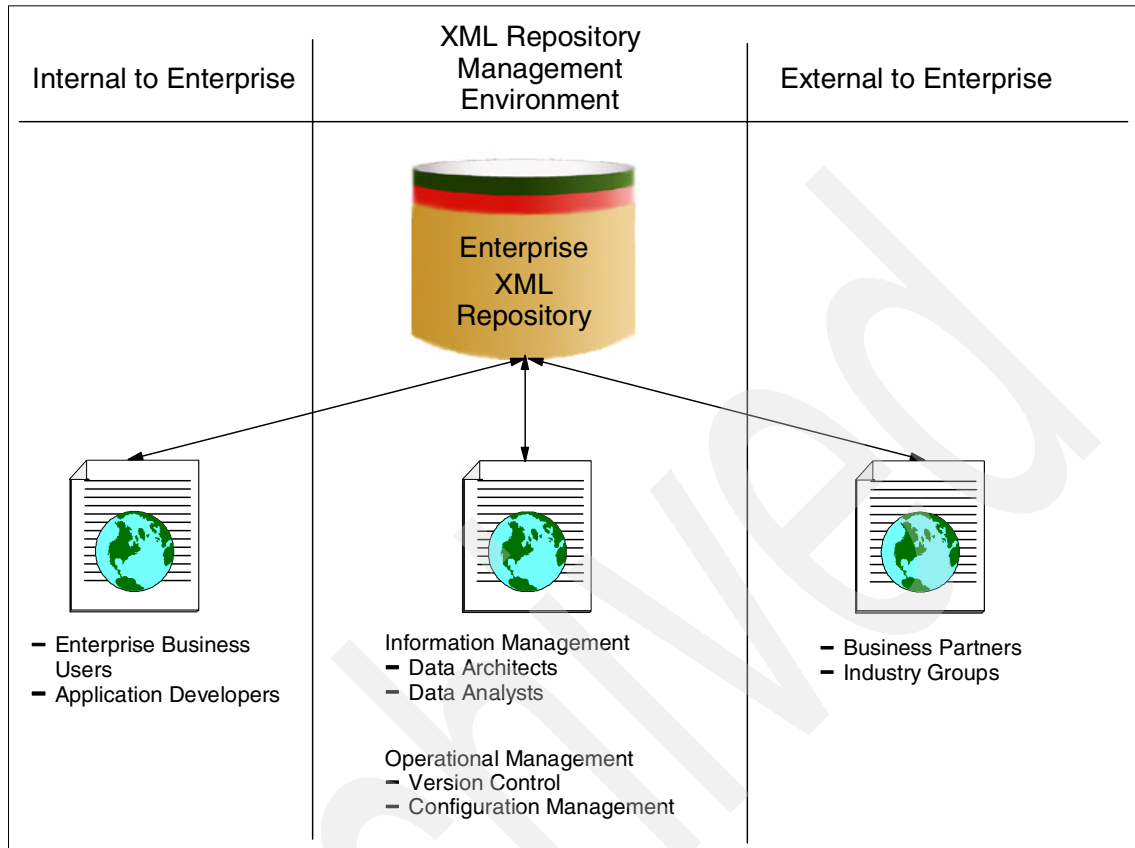 Internal to Enterprise
XML Repository
Management
Environment
External to Enterprise
Enterprise
XML
Repository
– Enterprise Business
Users
– Application Developers
Information Management
– Data Architects
– Data Analysts
Operational Management
– Version Control
– Configuration Management
– Business Partners
– Industry Groups
hived